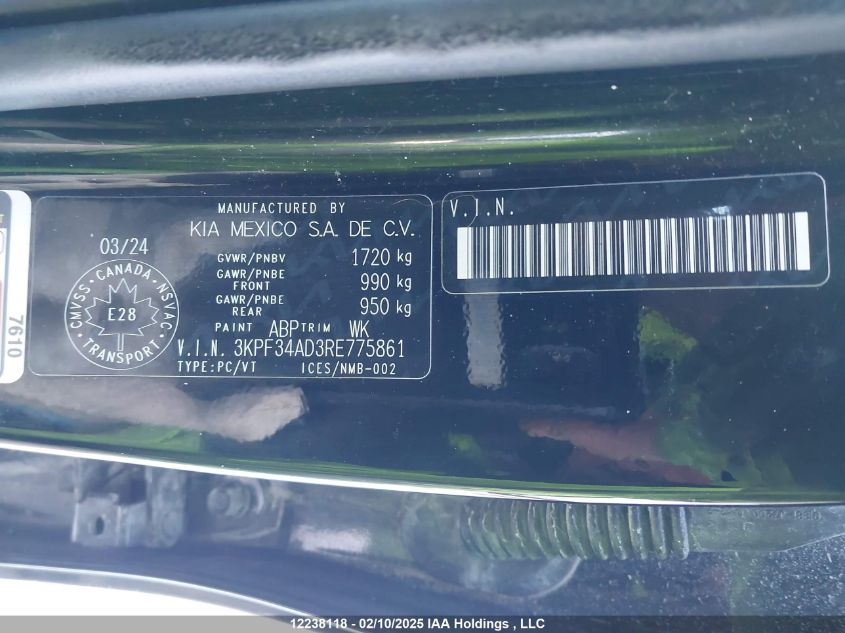 MANUFACTURED BY
KIA MEXICO S.A. DE C.V.
03/24
GVWR/PNBV 1720 kg
GAWR/PNBE FRONT 990 kg
GAWR/PNBE REAR 950 kg
CANADA
CMVSS NSVAC
E28
TRANSPORT
PAINT ABP TRIM WK
V.I.N. 3KPF34AD3RE775861
TYPE:PC/VT ICES/NMB-002
V.I.N.
7610
12238118 - 02/10/2025 IAA Holdings , LLC